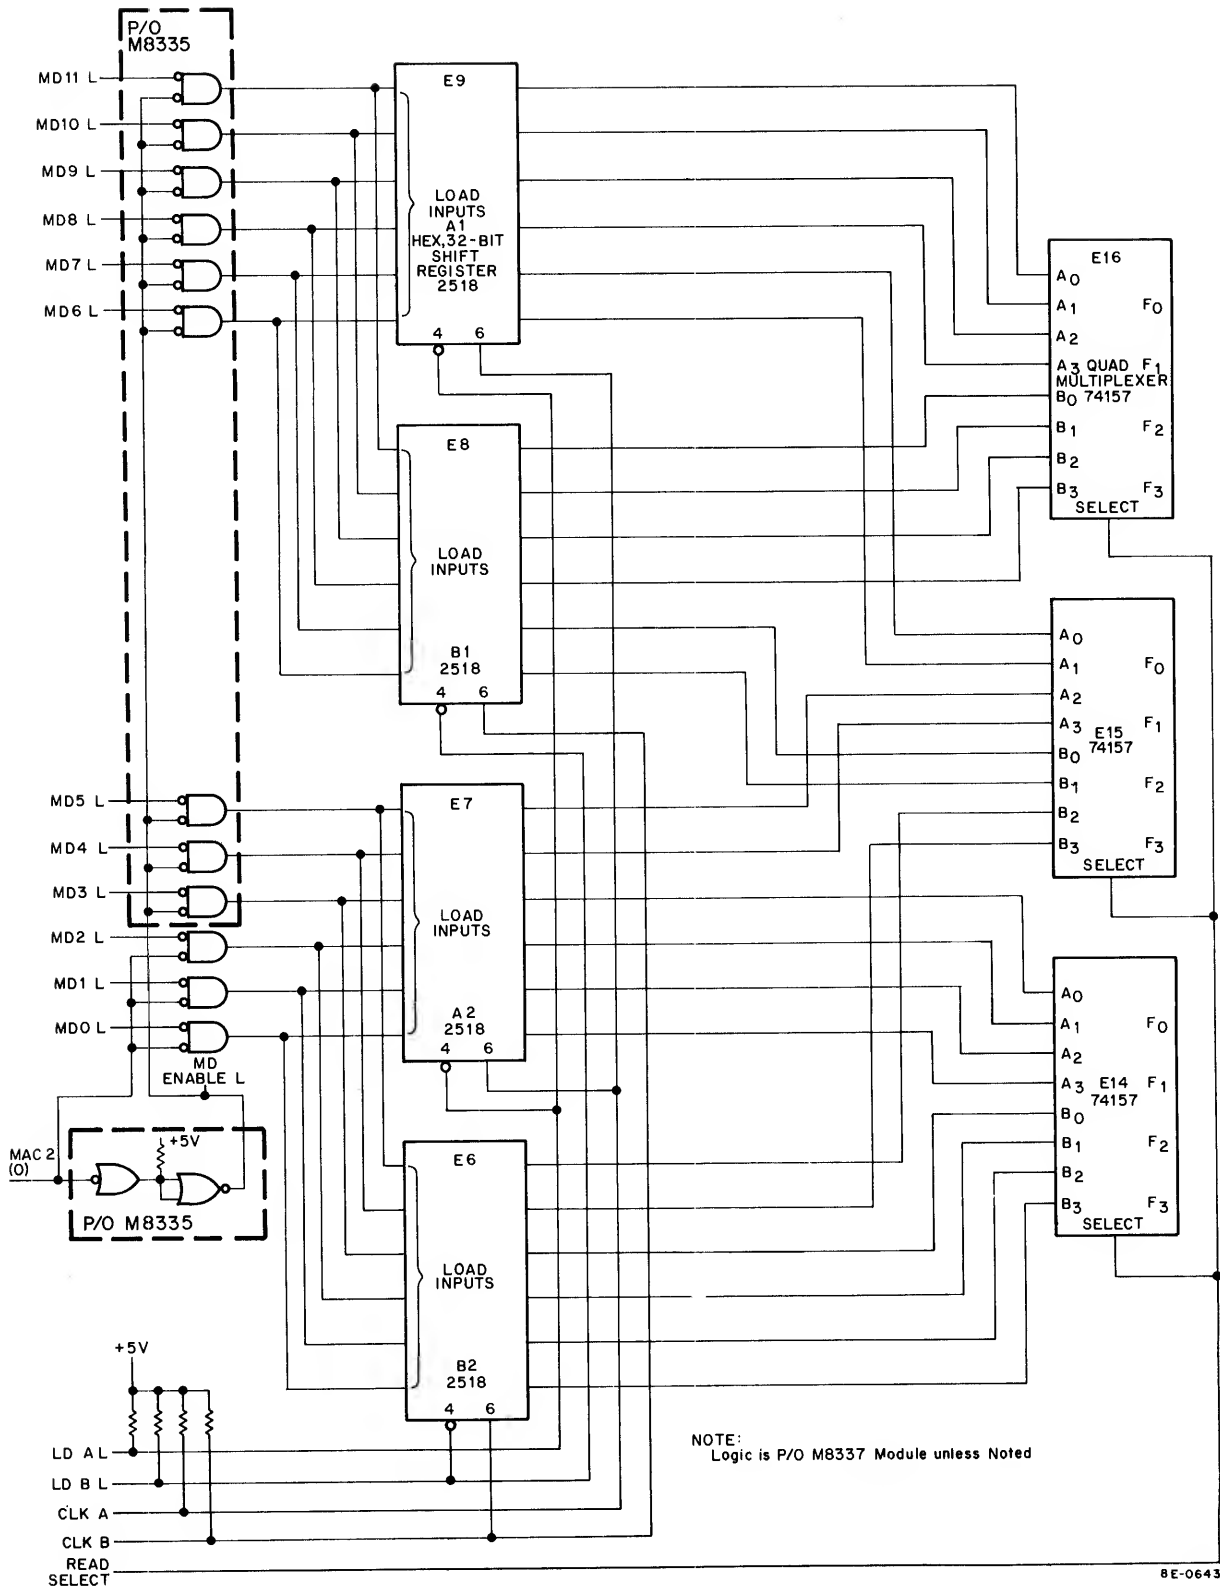 P/O
M8335
MD11 L
MD10 L
MD9 L
MD8 L
MD7 L
MD6 L
E9
LOAD
INPUTS
A1
HEX,32-BIT
SHIFT
REGISTER
2518
4 6
E8
LOAD
INPUTS
B1
2518
4 6
E16
A0
A1 F0
A2
A3 QUAD F1
MULTIPLEXER
B0 74157
B1 F2
B2
B3 F3
SELECT
A0
A1 F0
A2
A3 E15 F1
74157
B0
B1 F2
B2
B3 F3
SELECT
MD5 L
MD4 L
MD3 L
MD2 L
MD1 L
MD0 L
MD
ENABLE L
E7
LOAD
INPUTS
A2
2518
4 6
A0
A1 F0
A2
A3 E14 F1
74157
B0
B1 F2
B2
B3 F3
SELECT
MAC 2
(0)
+5V
P/O M8335
E6
LOAD
INPUTS
B2
2518
4 6
+5V
LD A L
LD B L
CLK A
CLK B
READ
SELECT
NOTE:
Logic is P/O M8337 Module unless Noted
8E-0643